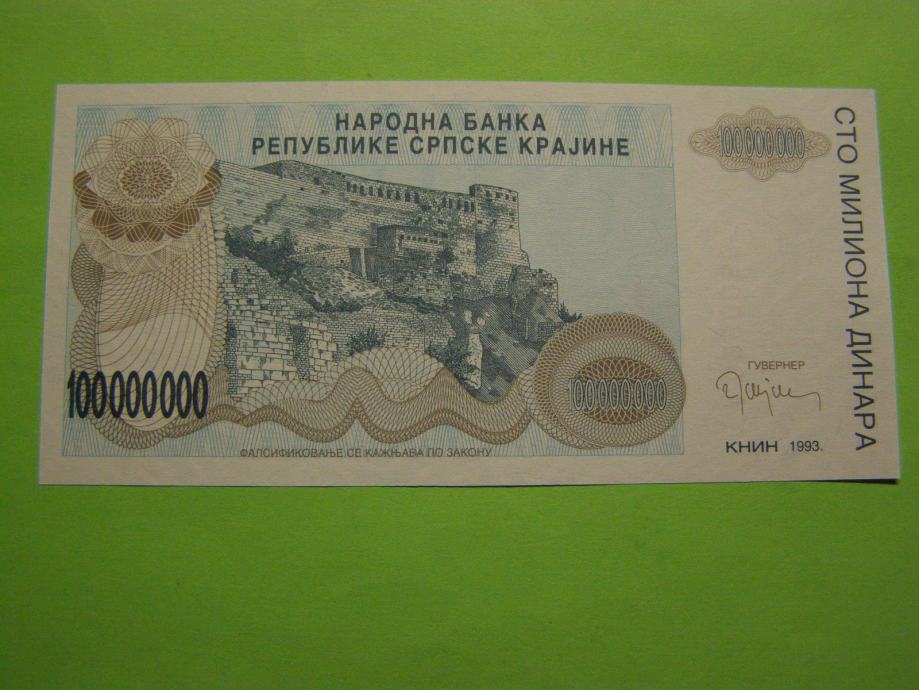 НАРОДНА БАНКА
РЕПУБЛИКЕ СРПСКЕ КРАЈИНЕ
100000000
СТО МИЛИОНА ДИНАРА
100000000
100000000
ГУВЕРНЕР
КНИН 1993.
ФАЛСИФИКОВАЊЕ СЕ КАЖЊАВА ПО ЗАКОНУ